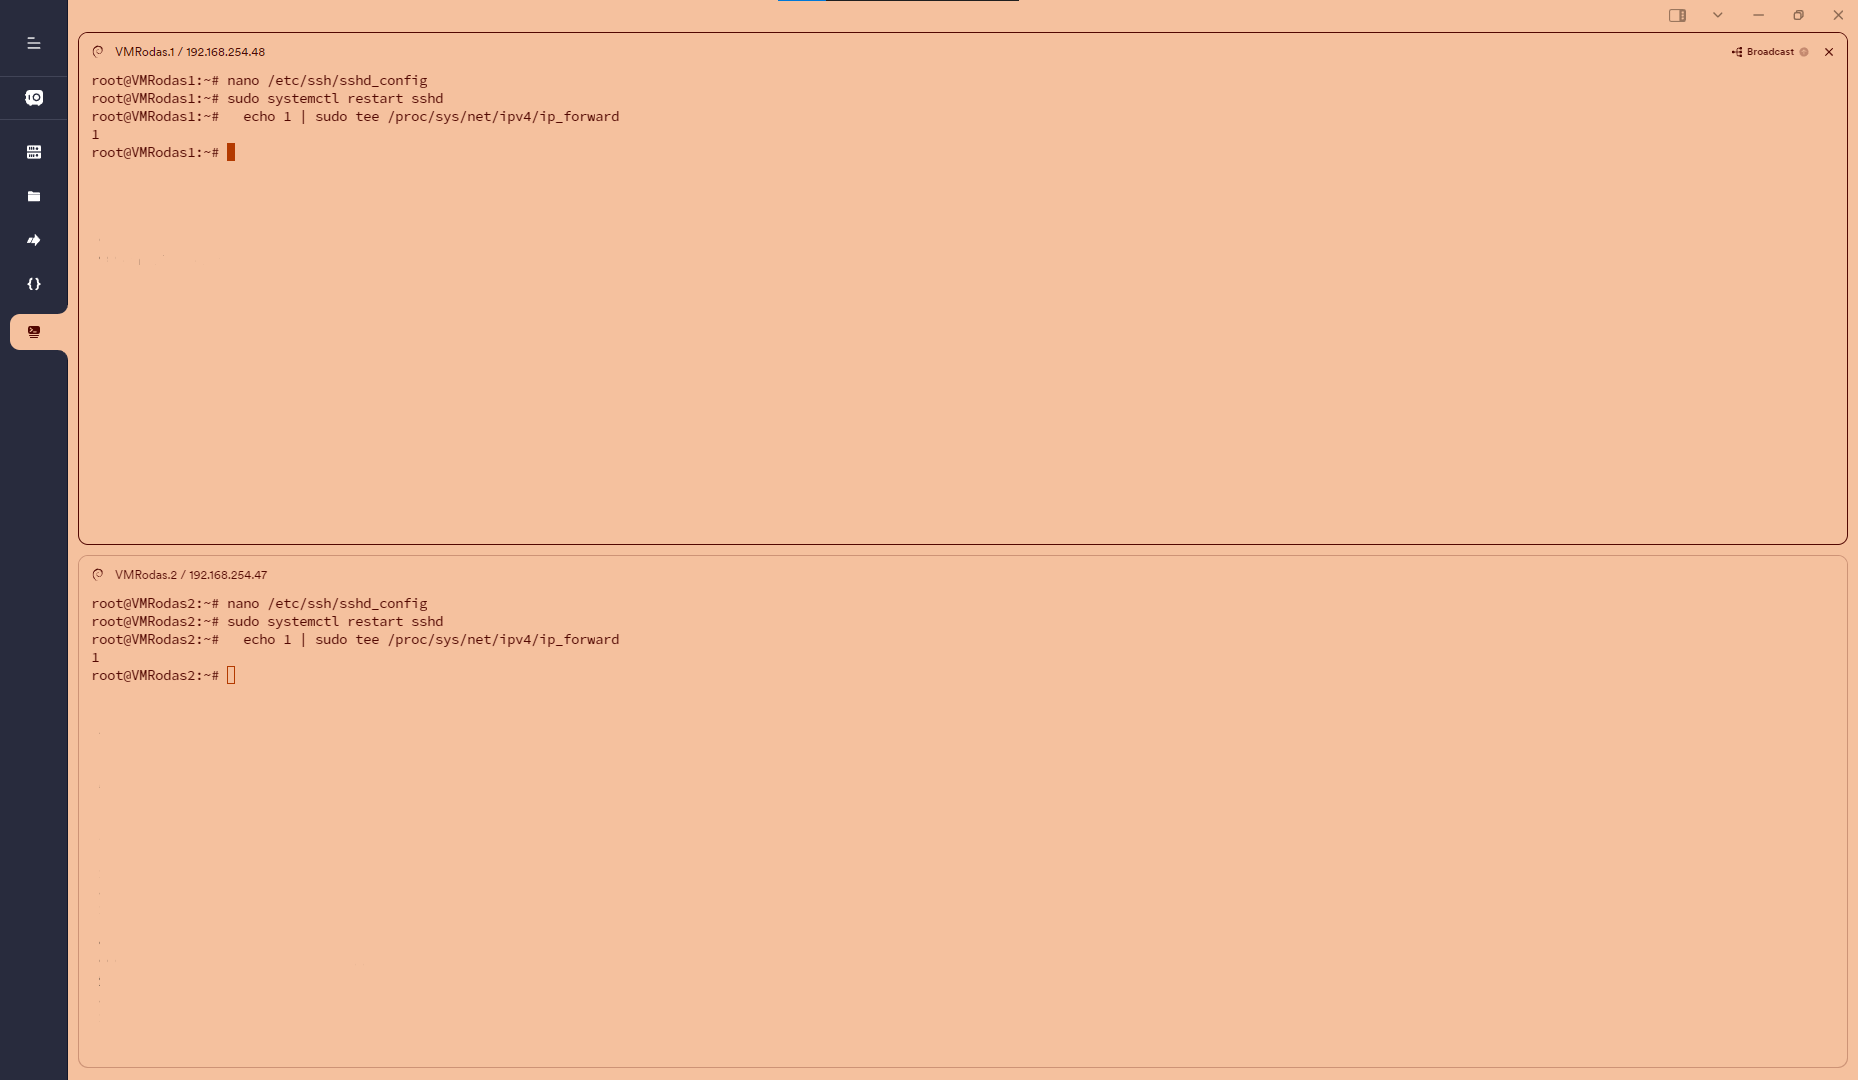 VMRodas.1 / 192.168.254.48
Broadcast
root@VMRodas1:~# nano /etc/ssh/sshd_config
root@VMRodas1:~# sudo systemctl restart sshd
root@VMRodas1:~#   echo 1 | sudo tee /proc/sys/net/ipv4/ip_forward
1
root@VMRodas1:~#
VMRodas.2 / 192.168.254.47
root@VMRodas2:~# nano /etc/ssh/sshd_config
root@VMRodas2:~# sudo systemctl restart sshd
root@VMRodas2:~#   echo 1 | sudo tee /proc/sys/net/ipv4/ip_forward
1
root@VMRodas2:~#